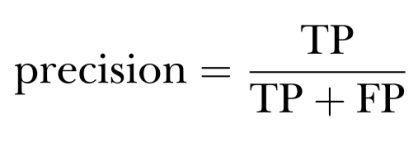 precision = TP / TP + FP